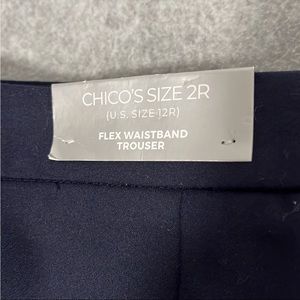 CHICO'S SIZE 2R
(U.S. SIZE 12R)
FLEX WAISTBAND
TROUSER